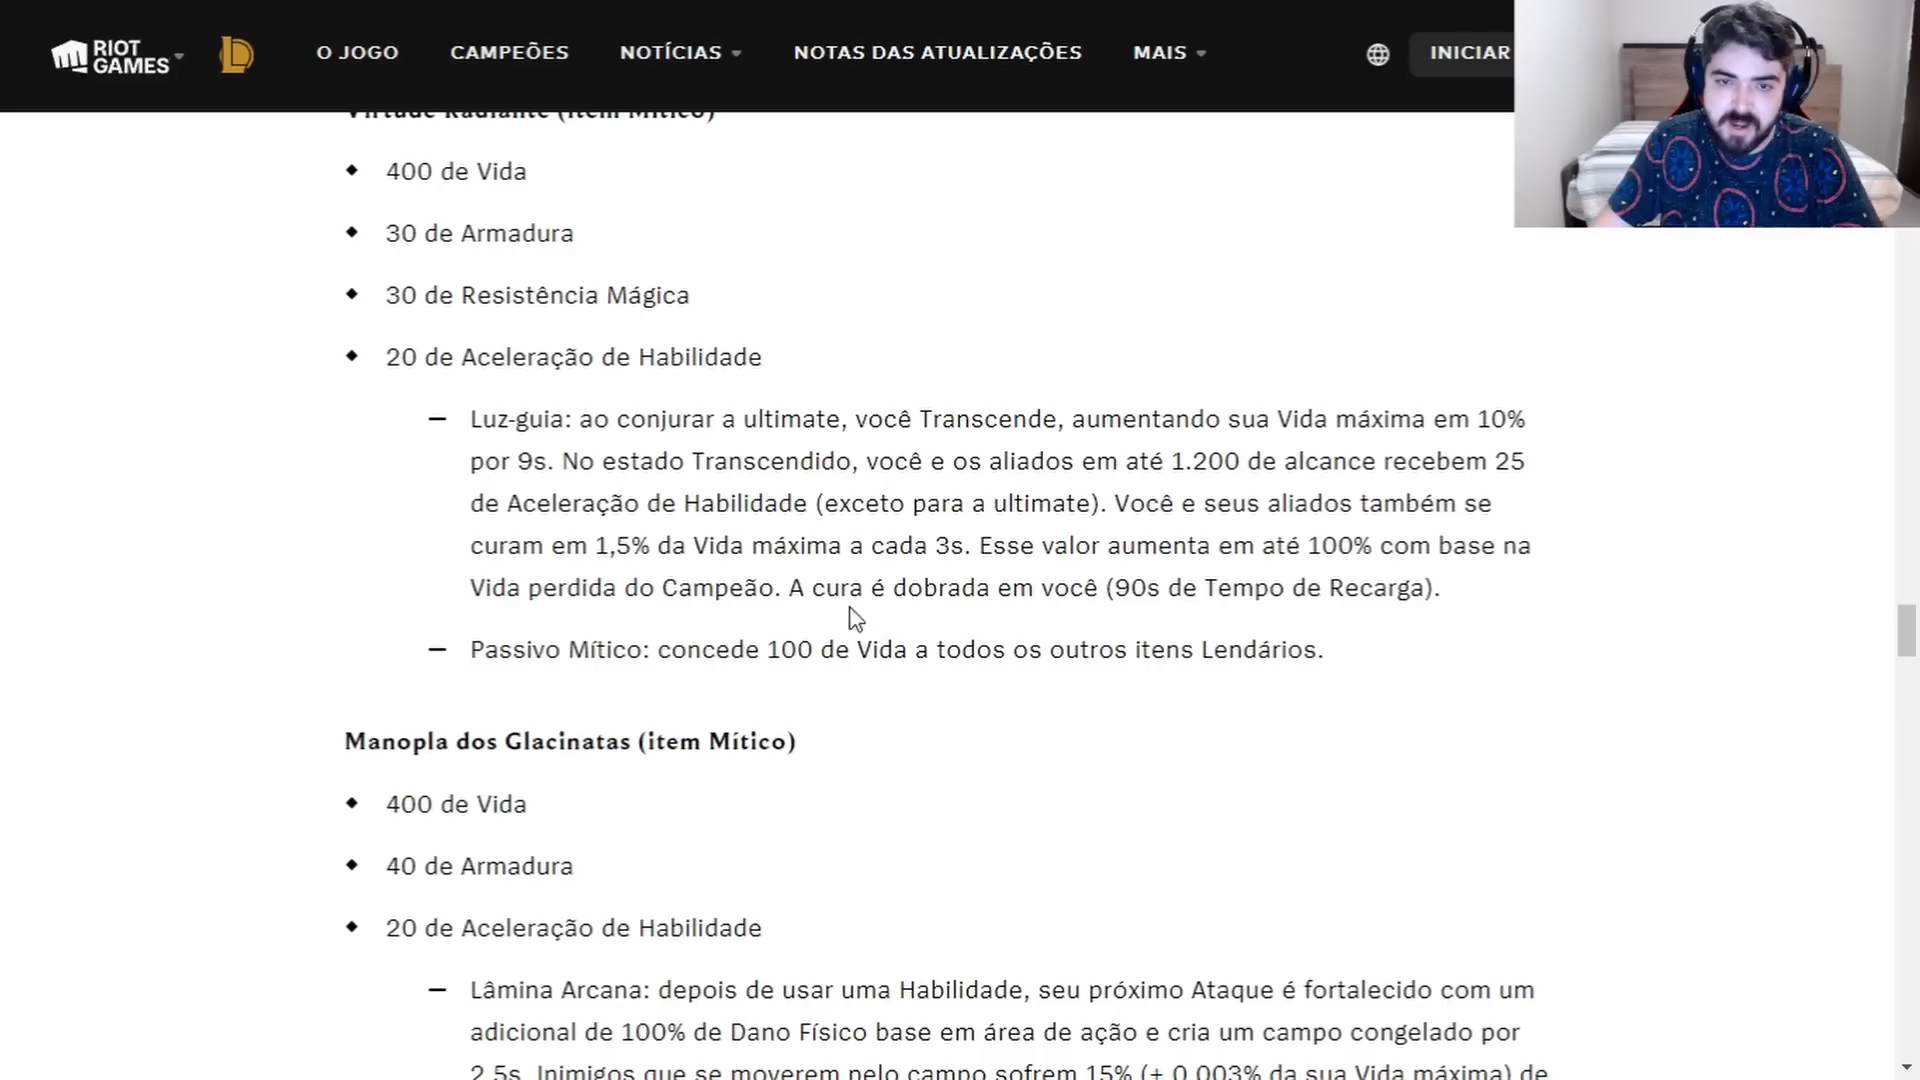 RIOT GAMES
O JOGO
CAMPEÕES
NOTÍCIAS
NOTAS DAS ATUALIZAÇÕES
MAIS
INICIAR
Virtude Radiante (item Mítico)
400 de Vida
30 de Armadura
30 de Resistência Mágica
20 de Aceleração de Habilidade
— Luz-guia: ao conjurar a ultimate, você Transcende, aumentando sua Vida máxima em 10%
por 9s. No estado Transcendido, você e os aliados em até 1.200 de alcance recebem 25
de Aceleração de Habilidade (exceto para a ultimate). Você e seus aliados também se
curam em 1,5% da Vida máxima a cada 3s. Esse valor aumenta em até 100% com base na
Vida perdida do Campeão. A cura é dobrada em você (90s de Tempo de Recarga).
— Passivo Mítico: concede 100 de Vida a todos os outros itens Lendários.
Manopla dos Glacinatas (item Mítico)
400 de Vida
40 de Armadura
20 de Aceleração de Habilidade
— Lâmina Arcana: depois de usar uma Habilidade, seu próximo Ataque é fortalecido com um
adicional de 100% de Dano Físico base em área de ação e cria um campo congelado por
2,5s. Inimigos que se moverem pelo campo sofrem 15% (+ 0,003% da sua Vida máxima) de